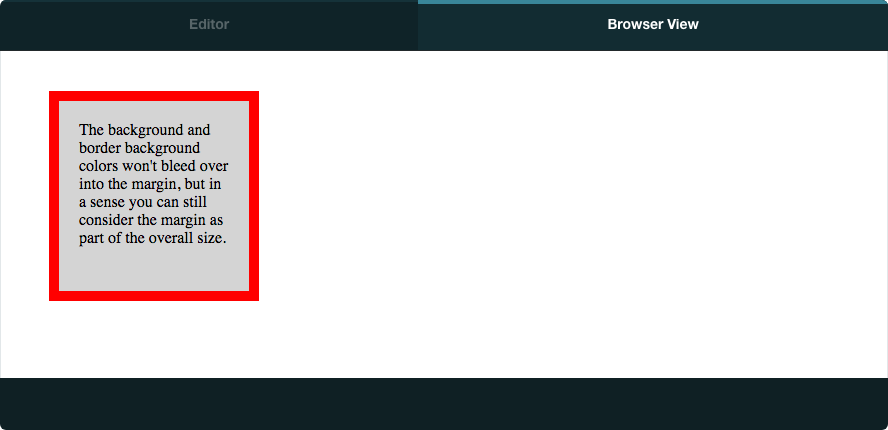 Editor
Browser View
The background and
border background
colors won't bleed over
into the margin, but in
a sense you can still
consider the margin as
part of the overall size.